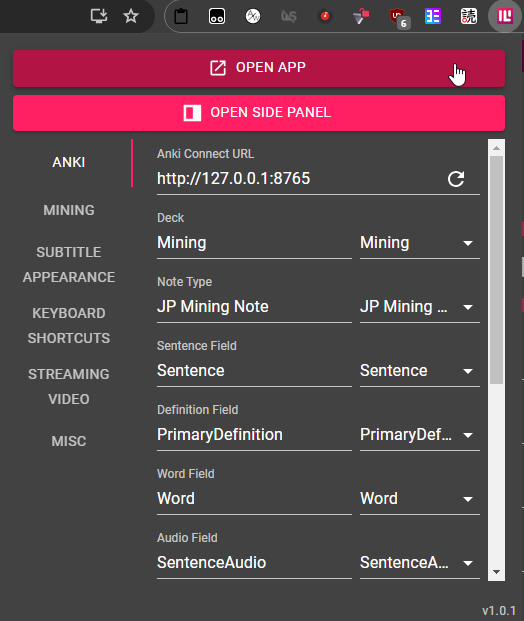 6
読
OPEN APP
OPEN SIDE PANEL
ANKI
MINING
SUBTITLE
APPEARANCE
KEYBOARD
SHORTCUTS
STREAMING
VIDEO
MISC
Anki Connect URL
http://127.0.0.1:8765
Deck
Mining Mining
Note Type
JP Mining Note JP Mining ...
Sentence Field
Sentence Sentence
Definition Field
PrimaryDefinition PrimaryDef...
Word Field
Word Word
Audio Field
SentenceAudio SentenceA...
v1.0.1